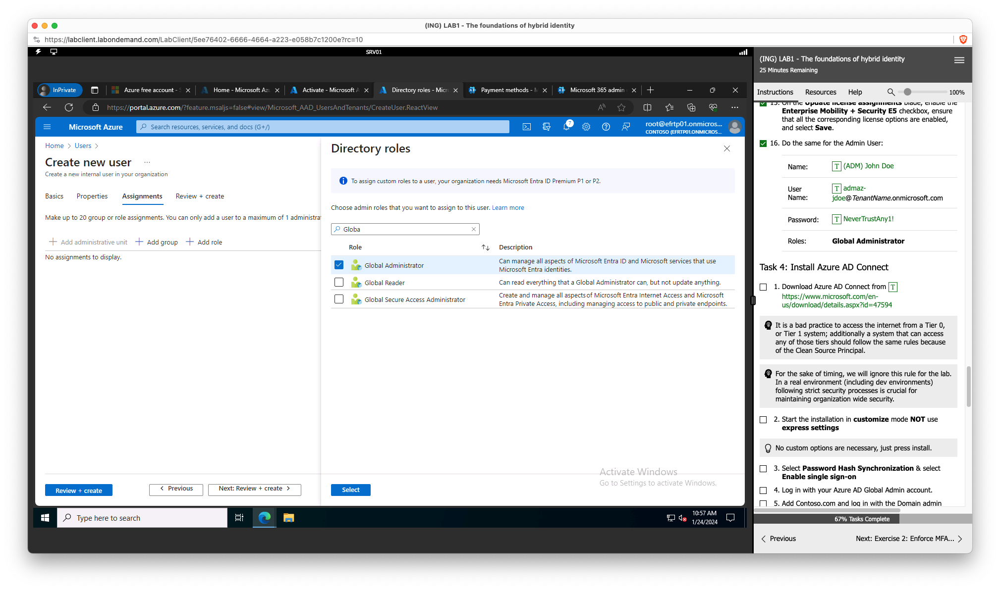 (ING) LAB1 - The foundations of hybrid identity
https://labclient.labondemand.com/LabClient/5ee76402-6666-4664-a223-e058b7c1200e?rc=10
SRV01
InPrivate
Azure free account - S
Home - Microsoft Az
Activate - Microsoft A
Directory roles - Micr
Payment methods - M
Microsoft 365 admin
https://portal.azure.com/?feature.msaljs=false#view/Microsoft_AAD_UsersAndTenants/CreateUser.ReactView
Microsoft Azure
Search resources, services, and docs (G+/)
7
root@efrtp01.onmicros...
CONTOSO (EFRTP01.ONMICROS...
Home > Users >
Create new user ...
Create a new internal user in your organization
Basics Properties Assignments Review + create
Make up to 20 group or role assignments. You can only add a user to a maximum of 1 administra
Add administrative unit Add group Add role
No assignments to display.
Review + create
Previous
Next: Review + create
Directory roles
To assign custom roles to a user, your organization needs Microsoft Entra ID Premium P1 or P2.
Choose admin roles that you want to assign to this user. Learn more
Globa
Role Description
Global Administrator
Can manage all aspects of Microsoft Entra ID and Microsoft services that use
Microsoft Entra identities.
Global Reader
Can read everything that a Global Administrator can, but not update anything.
Global Secure Access Administrator
Create and manage all aspects of Microsoft Entra Internet Access and Microsoft
Entra Private Access, including managing access to public and private endpoints.
Select
Activate Windows
Go to Settings to activate Windows.
Type here to search
10:57 AM
1/24/2024
(ING) LAB1 - The foundations of hybrid identity
25 Minutes Remaining
Instructions Resources Help 100%
15. On the Update license assignments blade, enable the
Enterprise Mobility + Security E5 checkbox, ensure
that all the corresponding license options are enabled,
and select Save.
16. Do the same for the Admin User:
Name: T (ADM) John Doe
User
Name:
T admaz-
jdoe@TenantName.onmicrosoft.com
Password: T NeverTrustAny1!
Roles: Global Administrator
Task 4: Install Azure AD Connect
1. Download Azure AD Connect from T
https://www.microsoft.com/en-
us/download/details.aspx?id=47594
It is a bad practice to access the internet from a Tier 0,
or Tier 1 system; additionally a system that can access
any of those tiers should follow the same rules because
of the Clean Source Principal.
For the sake of timing, we will ignore this rule for the lab.
In a real environment (including dev environments)
following strict security processes is crucial for
maintaining organization wide security.
2. Start the installation in customize mode NOT use
express settings
No custom options are necessary, just press install.
3. Select Password Hash Synchronization & select
Enable single sign-on
4. Log in with your Azure AD Global Admin account.
5. Add Contoso.com and log in with the Domain admin
67% Tasks Complete
Previous
Next: Exercise 2: Enforce MFA...